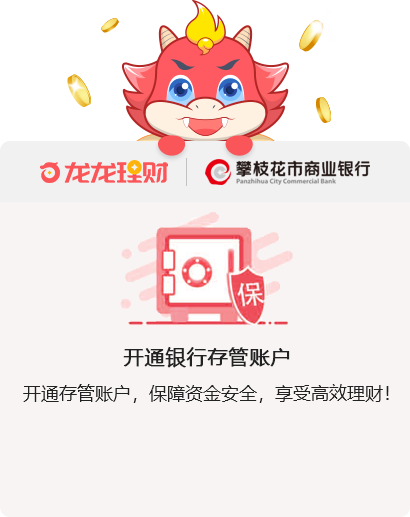 龙龙理财
攀枝花市商业银行
Panzhihua City Commercial Bank
保
开通银行存管账户
开通存管账户，保障资金安全，享受高效理财！